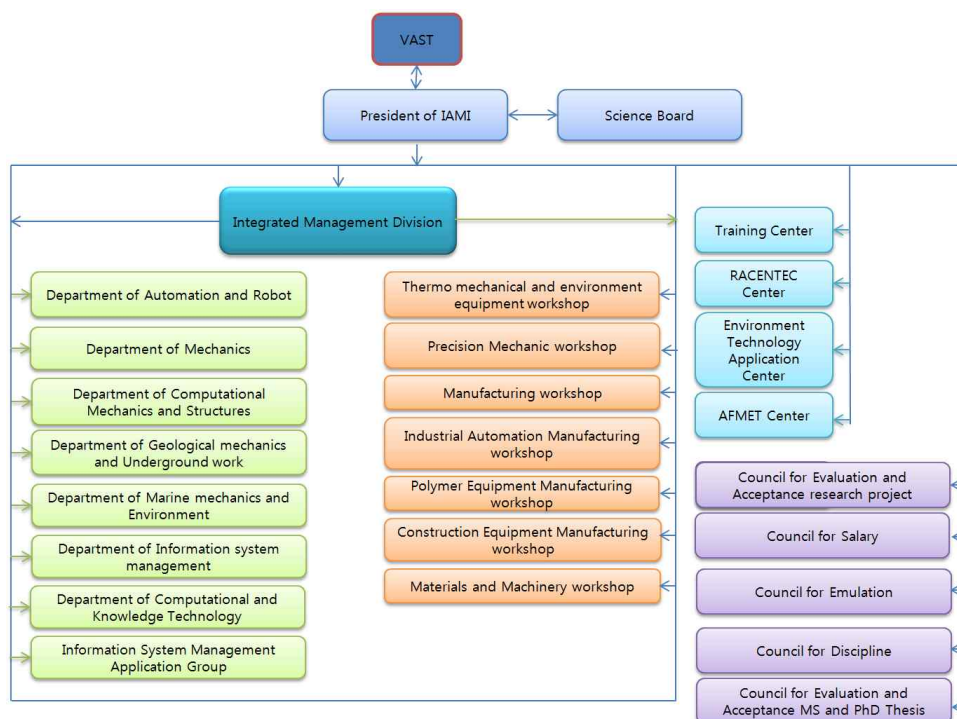 VAST
President of IAMI
Science Board
Integrated Management Division
Department of Automation and Robot
Department of Mechanics
Department of Computational
Mechanics and Structures
Department of Geological mechanics
and Underground work
Department of Marine mechanics and
Environment
Department of Information system
management
Department of Computational and
Knowledge Technology
Information System Management
Application Group
Thermo mechanical and environment
equipment workshop
Precision Mechanic workshop
Manufacturing workshop
Industrial Automation Manufacturing
workshop
Polymer Equipment Manufacturing
workshop
Construction Equipment Manufacturing
workshop
Materials and Machinery workshop
Training Center
RACENTEC
Center
Environment
Technology
Application
Center
AFMET Center
Council for Evaluation and
Acceptance research project
Council for Salary
Council for Emulation
Council for Discipline
Council for Evaluation and
Acceptance MS and PhD Thesis